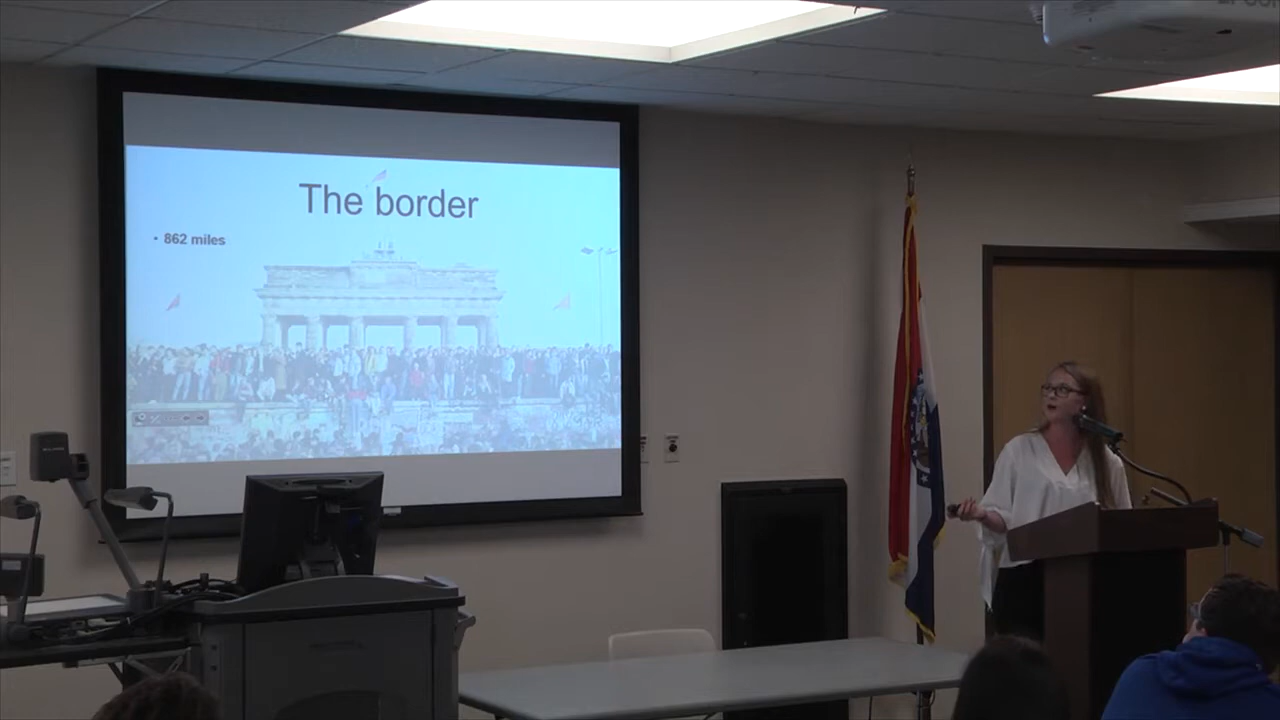 The border
• 862 miles